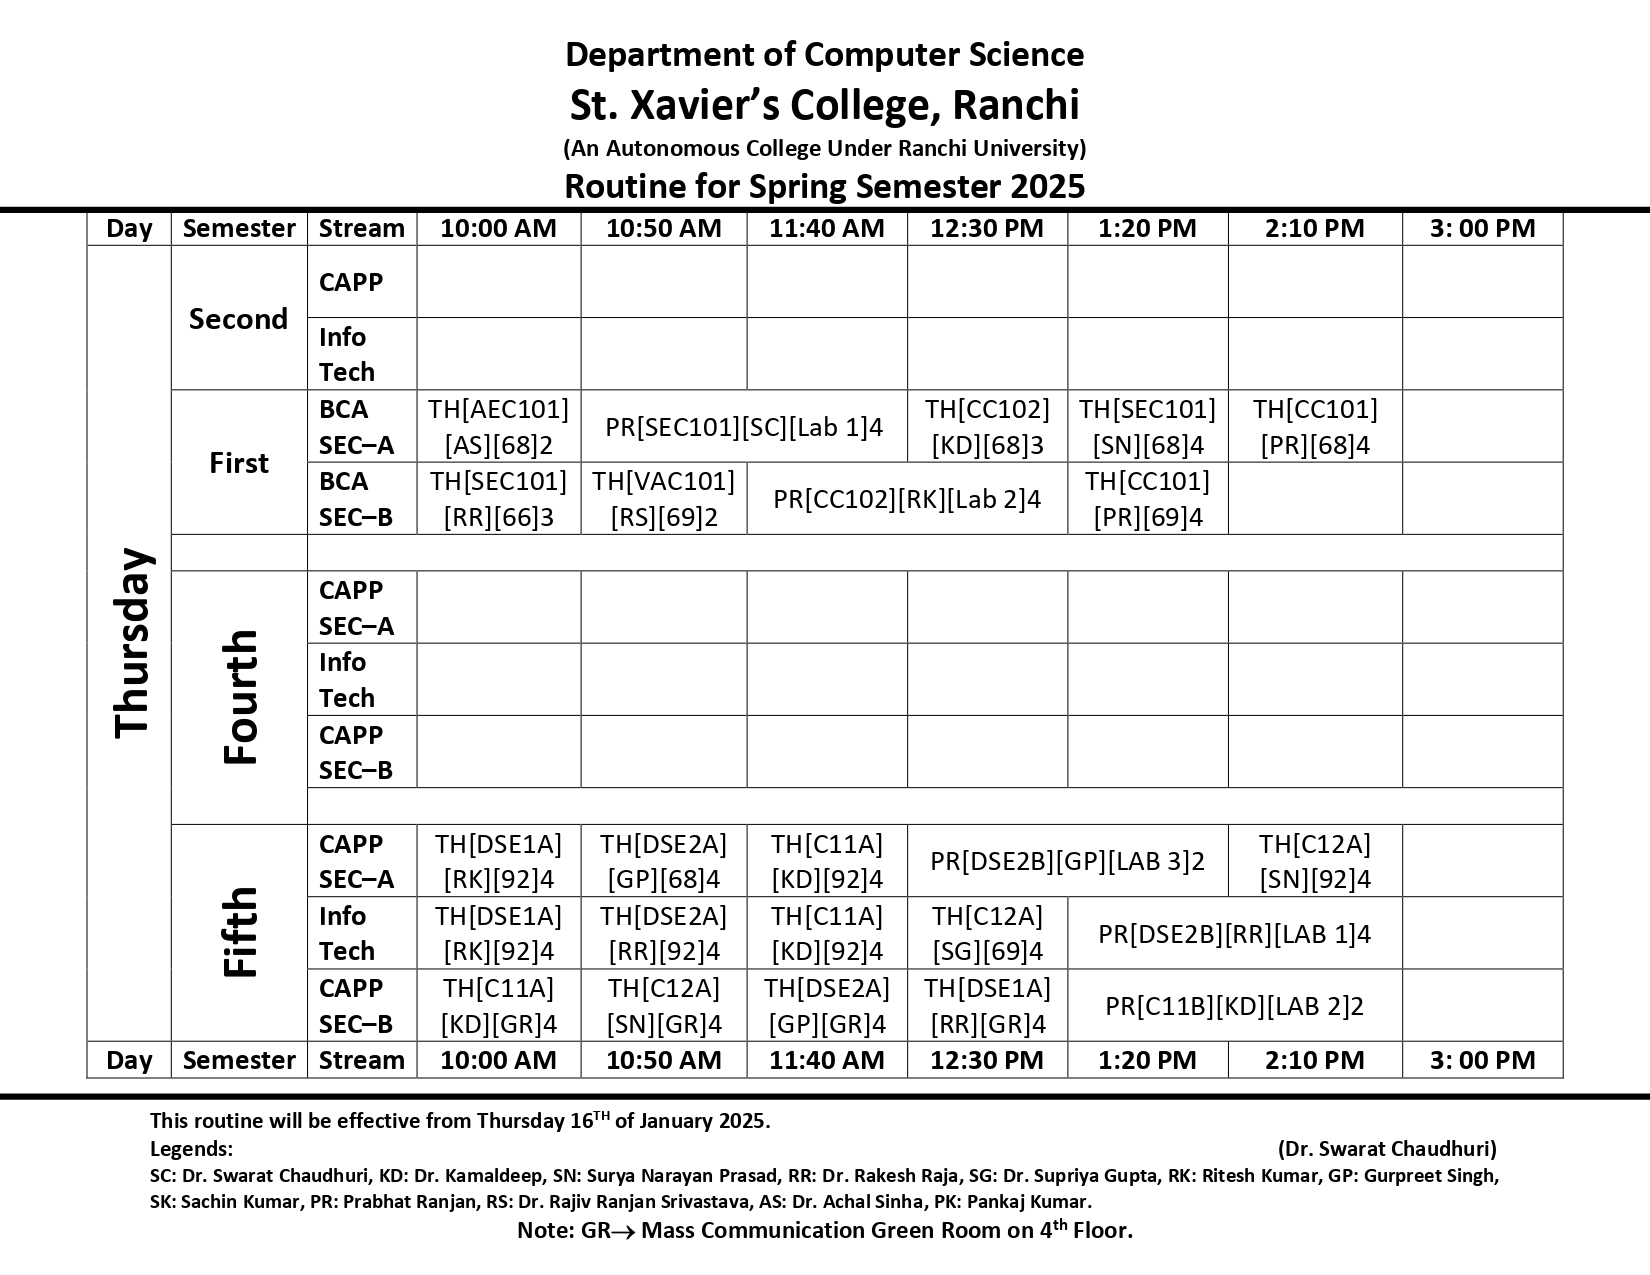 Department of Computer Science
St. Xavier’s College, Ranchi
(An Autonomous College Under Ranchi University)
Routine for Spring Semester 2025
Day Semester Stream 10:00 AM 10:50 AM 11:40 AM 12:30 PM 1:20 PM 2:10 PM 3: 00 PM
Thursday
Second
CAPP
Info
Tech
First
BCA TH[AEC101] PR[SEC101][SC][Lab 1]4 TH[CC102] TH[SEC101] TH[CC101]
SEC–A [AS][68]2 [KD][68]3 [SN][68]4 [PR][68]4
BCA TH[SEC101] TH[VAC101] PR[CC102][RK][Lab 2]4 TH[CC101]
SEC–B [RR][66]3 [RS][69]2 [PR][69]4
Fourth
CAPP
SEC–A
Info
Tech
CAPP
SEC–B
Fifth
CAPP TH[DSE1A] TH[DSE2A] TH[C11A] PR[DSE2B][GP][LAB 3]2 TH[C12A]
SEC–A [RK][92]4 [GP][68]4 [KD][92]4 [SN][92]4
Info TH[DSE1A] TH[DSE2A] TH[C11A] TH[C12A] PR[DSE2B][RR][LAB 1]4
Tech [RK][92]4 [RR][92]4 [KD][92]4 [SG][69]4
CAPP TH[C11A] TH[C12A] TH[DSE2A] TH[DSE1A] PR[C11B][KD][LAB 2]2
SEC–B [KD][GR]4 [SN][GR]4 [GP][GR]4 [RR][GR]4
Day Semester Stream 10:00 AM 10:50 AM 11:40 AM 12:30 PM 1:20 PM 2:10 PM 3: 00 PM
This routine will be effective from Thursday 16TH of January 2025.
Legends: (Dr. Swarat Chaudhuri)
SC: Dr. Swarat Chaudhuri, KD: Dr. Kamaldeep, SN: Surya Narayan Prasad, RR: Dr. Rakesh Raja, SG: Dr. Supriya Gupta, RK: Ritesh Kumar, GP: Gurpreet Singh,
SK: Sachin Kumar, PR: Prabhat Ranjan, RS: Dr. Rajiv Ranjan Srivastava, AS: Dr. Achal Sinha, PK: Pankaj Kumar.
Note: GR→ Mass Communication Green Room on 4th Floor.